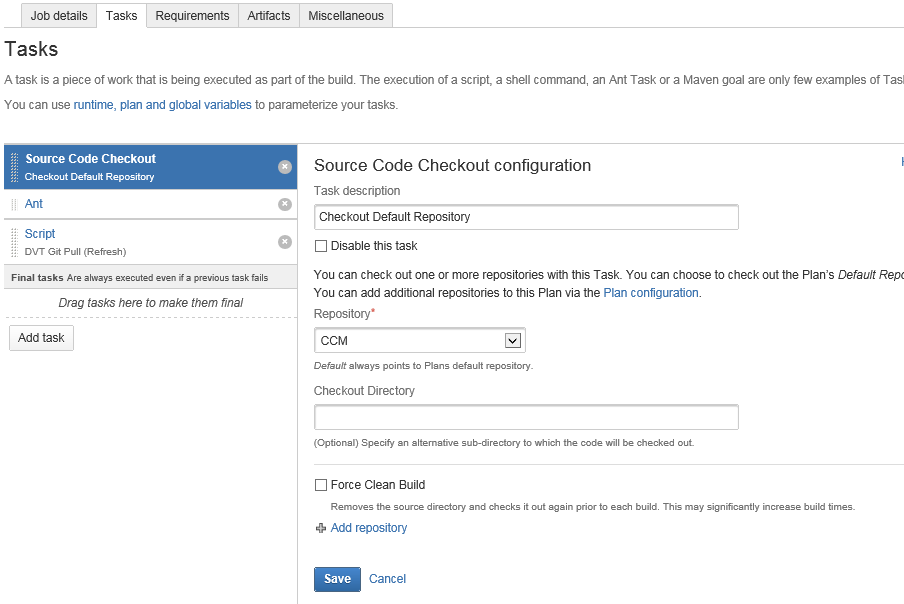 Job details Tasks Requirements Artifacts Miscellaneous
Tasks
A task is a piece of work that is being executed as part of the build. The execution of a script, a shell command, an Ant Task or a Maven goal are only few examples of
You can use runtime, plan and global variables to parameterize your tasks.
Source Code Checkout
Checkout Default Repository
Ant
Script
DVT Git Pull (Refresh)
Final tasks Are always executed even if a previous task fails
Drag tasks here to make them final
Add task
Source Code Checkout configuration
Task description
Checkout Default Repository
Disable this task
You can check out one or more repositories with this Task. You can choose to check out the Plan's Default
You can add additional repositories to this Plan via the Plan configuration.
Repository*
CCM
Default always points to Plans default repository.
Checkout Directory
(Optional) Specify an alternative sub-directory to which the code will be checked out.
Force Clean Build
Removes the source directory and checks it out again prior to each build. This may significantly increase build times.
Add repository
Save Cancel